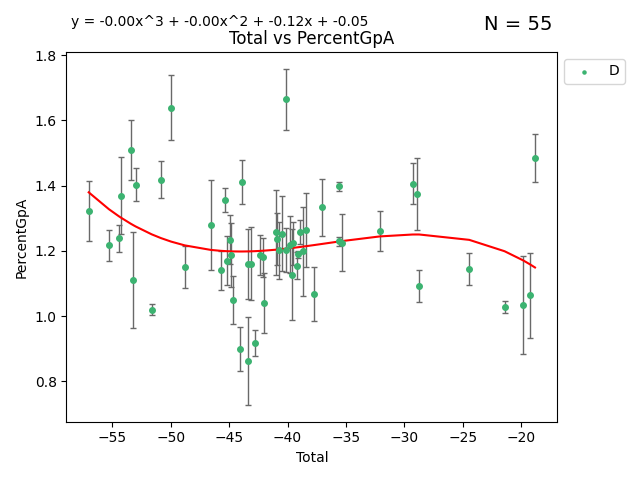 y = -0.00x^3 + -0.00x^2 + -0.12x + -0.05
N = 55
Total vs PercentGpA
D
PercentGpA
1.8
1.6
1.4
1.2
1.0
0.8
−55 −50 −45 −40 −35 −30 −25 −20
Total